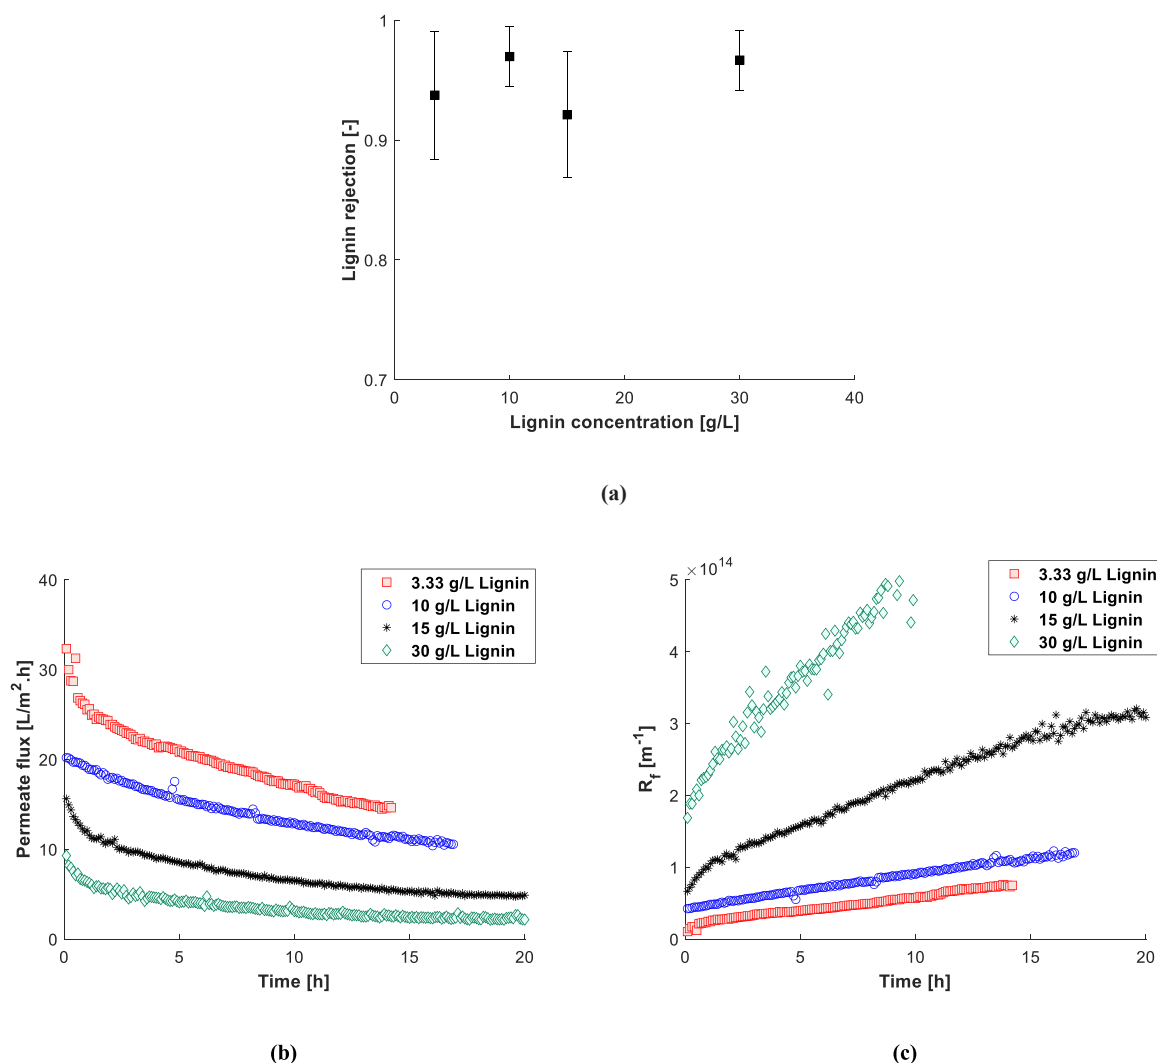 1
0.9
0.8
0.7
Lignin rejection [-]
0 10 20 30 40
Lignin concentration [g/L]
(a)
40
30
20
10
0
Permeate flux [L/m².h]
3.33 g/L Lignin
10 g/L Lignin
15 g/L Lignin
30 g/L Lignin
0 5 10 15 20
Time [h]
(b)
× 10¹⁴
5
4
3
2
1
0
R_f [m⁻¹]
3.33 g/L Lignin
10 g/L Lignin
15 g/L Lignin
30 g/L Lignin
0 5 10 15 20
Time [h]
(c)